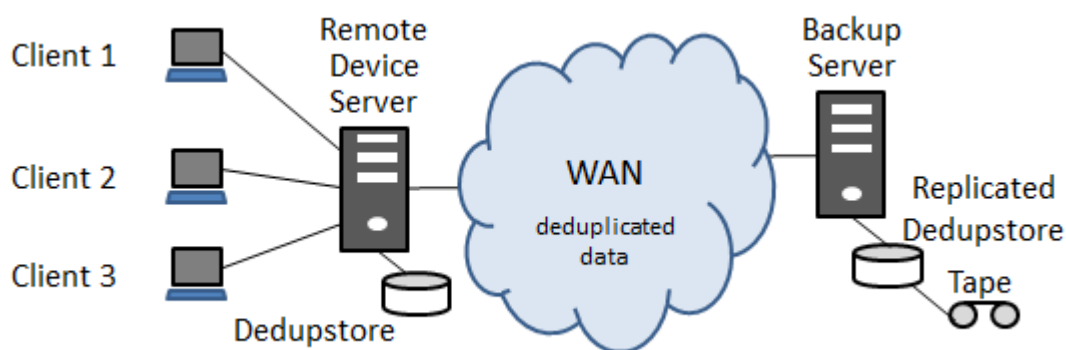 Client 1
Remote
Device
Server
Backup
Server
Client 2
WAN
deduplicated
data
Replicated
Dedupstore
Client 3
Dedupstore
Tape